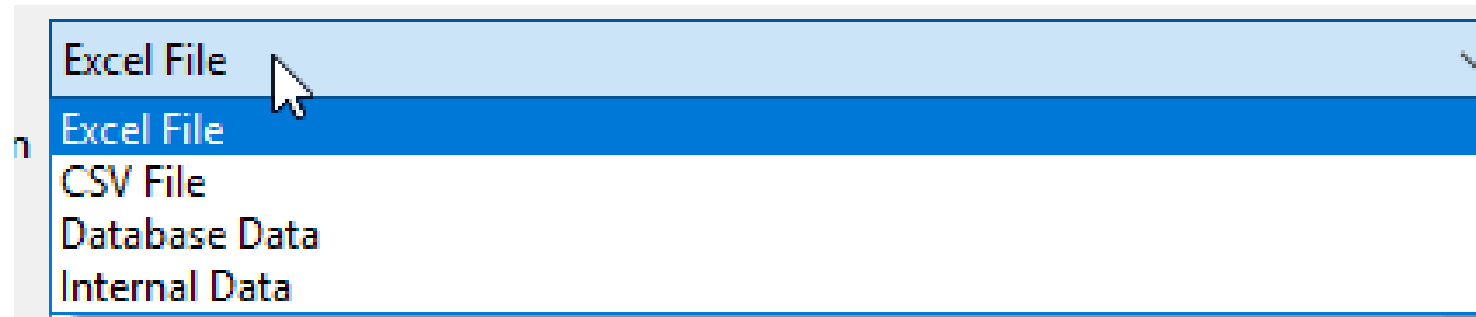 Excel File
Excel File
n
CSV File
Database Data
Internal Data